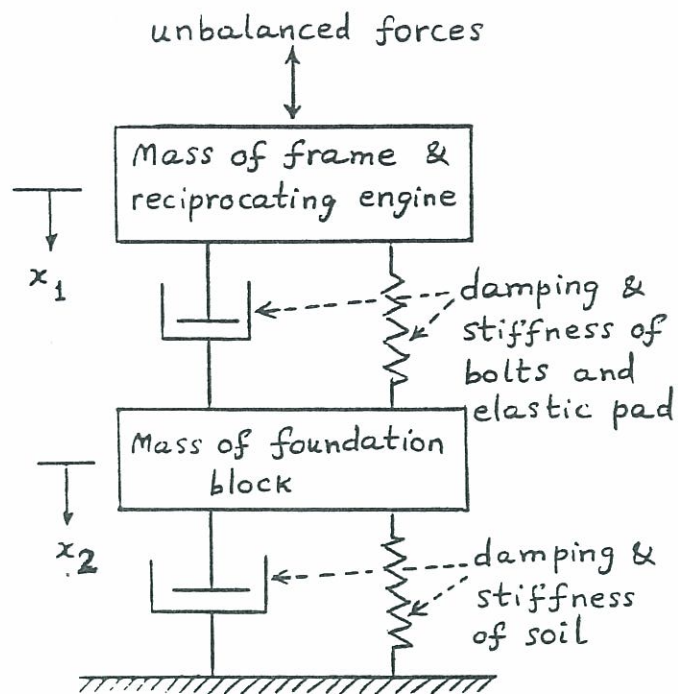 unbalanced forces
Mass of frame &
reciprocating engine
x1
damping &
stiffness of
bolts and
elastic pad
Mass of foundation
block
x2
damping &
stiffness
of soil